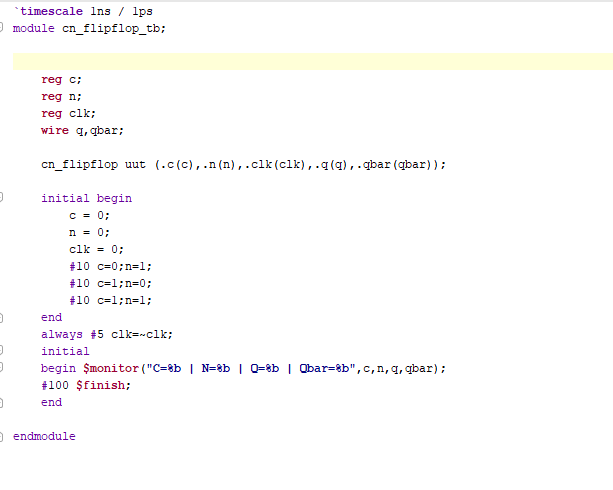 `timescale 1ns / 1ps
module cn_flipflop_tb;
reg c;
reg n;
reg clk;
wire q,qbar;
cn_flipflop uut (.c(c),.n(n),.clk(clk),.q(q),.qbar(qbar));
initial begin
c = 0;
n = 0;
clk = 0;
#10 c=0;n=1;
#10 c=1;n=0;
#10 c=1;n=1;
end
always #5 clk=~clk;
initial
begin $monitor("C=%b | N=%b | Q=%b | Qbar=%b",c,n,q,qbar);
#100 $finish;
end
endmodule